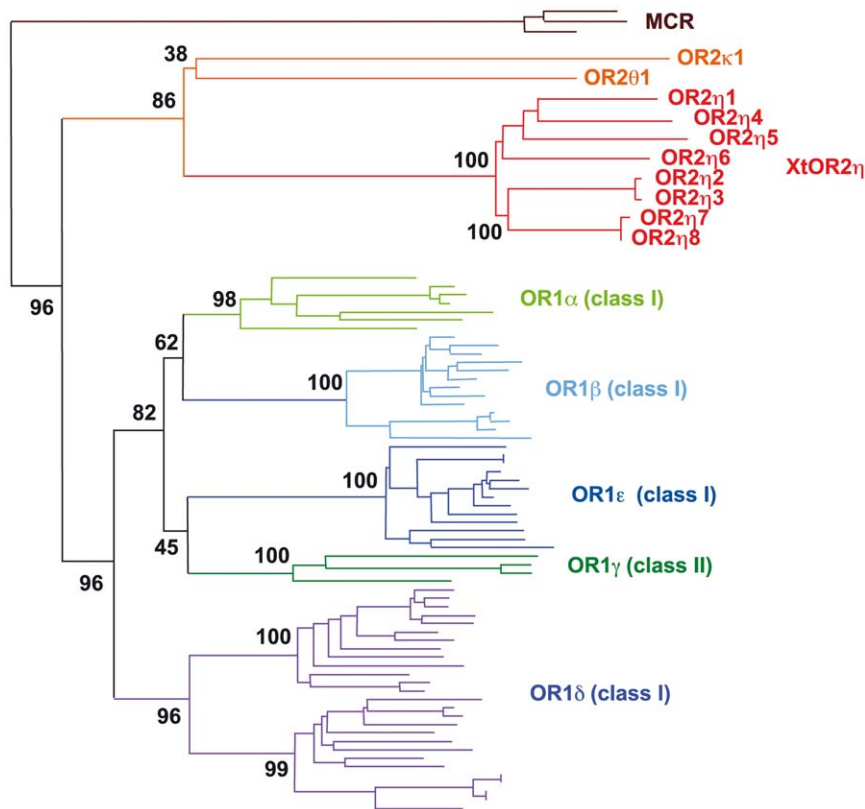 MCR
38
OR2κ1
OR2θ1
86
OR2η1
OR2η4
OR2η5
100
OR2η6
XtOR2η
OR2η2
OR2η3
OR2η7
100
OR2η8
98
OR1α (class I)
96
62
100
OR1β (class I)
82
100
OR1ε (class I)
45
100
OR1γ (class II)
96
100
OR1δ (class I)
96
99